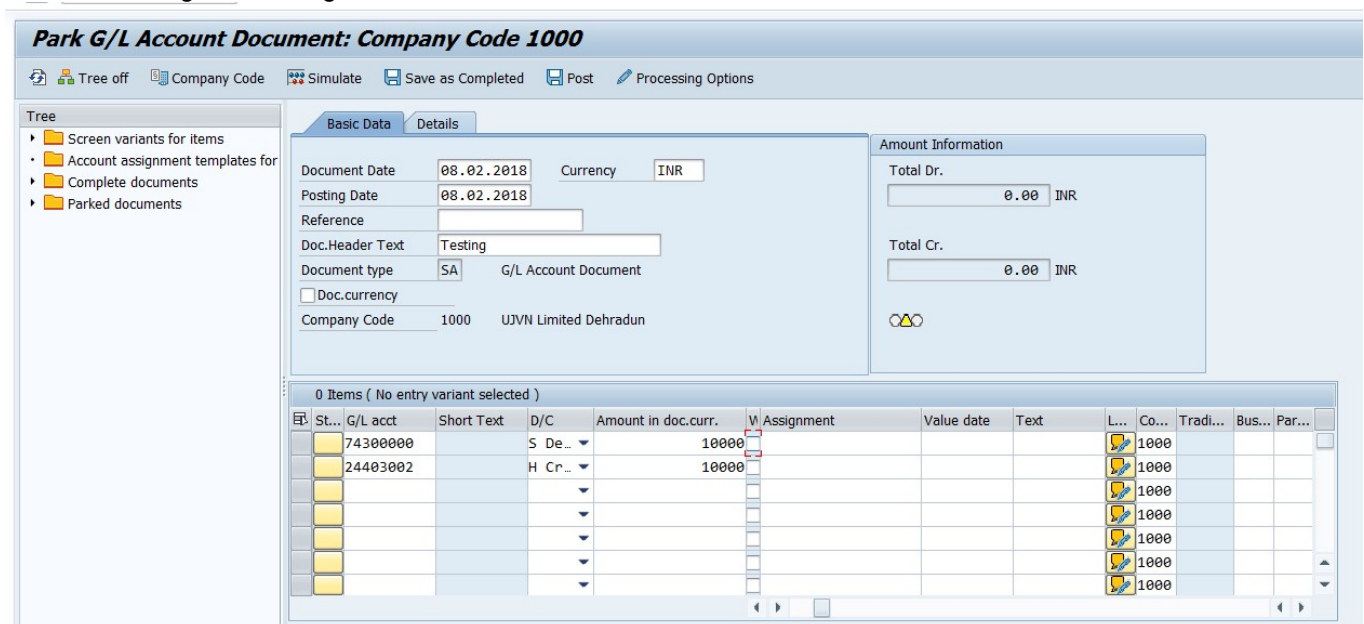 Park G/L Account Document: Company Code 1000
Tree off Company Code Simulate Save as Completed Post Processing Options
Tree
Screen variants for items
Account assignment templates for
Complete documents
Parked documents
Basic Data Details
Document Date 08.02.2018 Currency INR
Posting Date 08.02.2018
Reference
Doc.Header Text Testing
Document type SA G/L Account Document
Doc.currency
Company Code 1000 UJVN Limited Dehradun
Amount Information
Total Dr.
0.00 INR
Total Cr.
0.00 INR
0 Items ( No entry variant selected )
St... G/L acct Short Text D/C Amount in doc.curr. W Assignment Value date Text L... Co... Tradi... Bus... Par...
74300000 S De… 10000 1000
24403002 H Cr… 10000 1000
1000
1000
1000
1000
1000